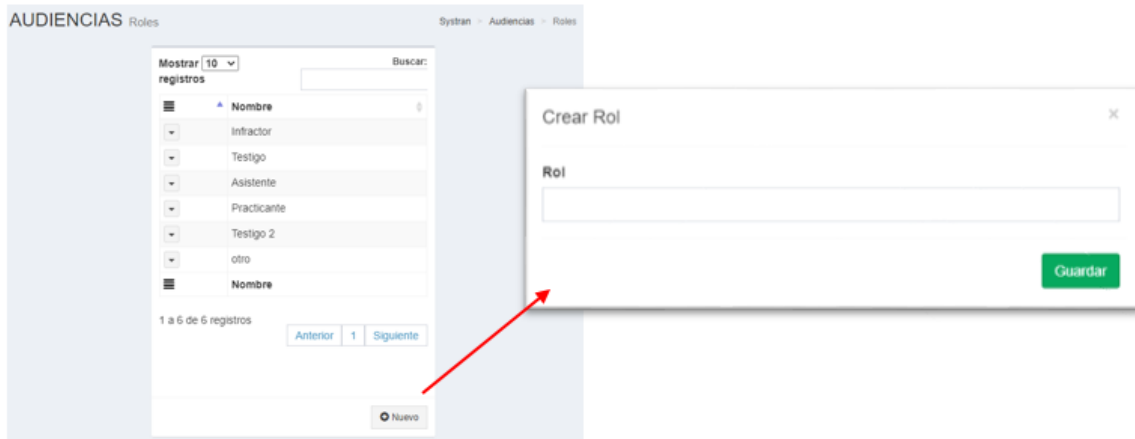 AUDIENCIAS Roles
Systran > Audiencias > Roles
Mostrar 10 registros
Buscar:
Nombre
Infractor
Testigo
Asistente
Practicante
Testigo 2
otro
Nombre
1 a 6 de 6 registros
Anterior 1 Siguiente
Nuevo
Crear Rol
×
Rol
Guardar